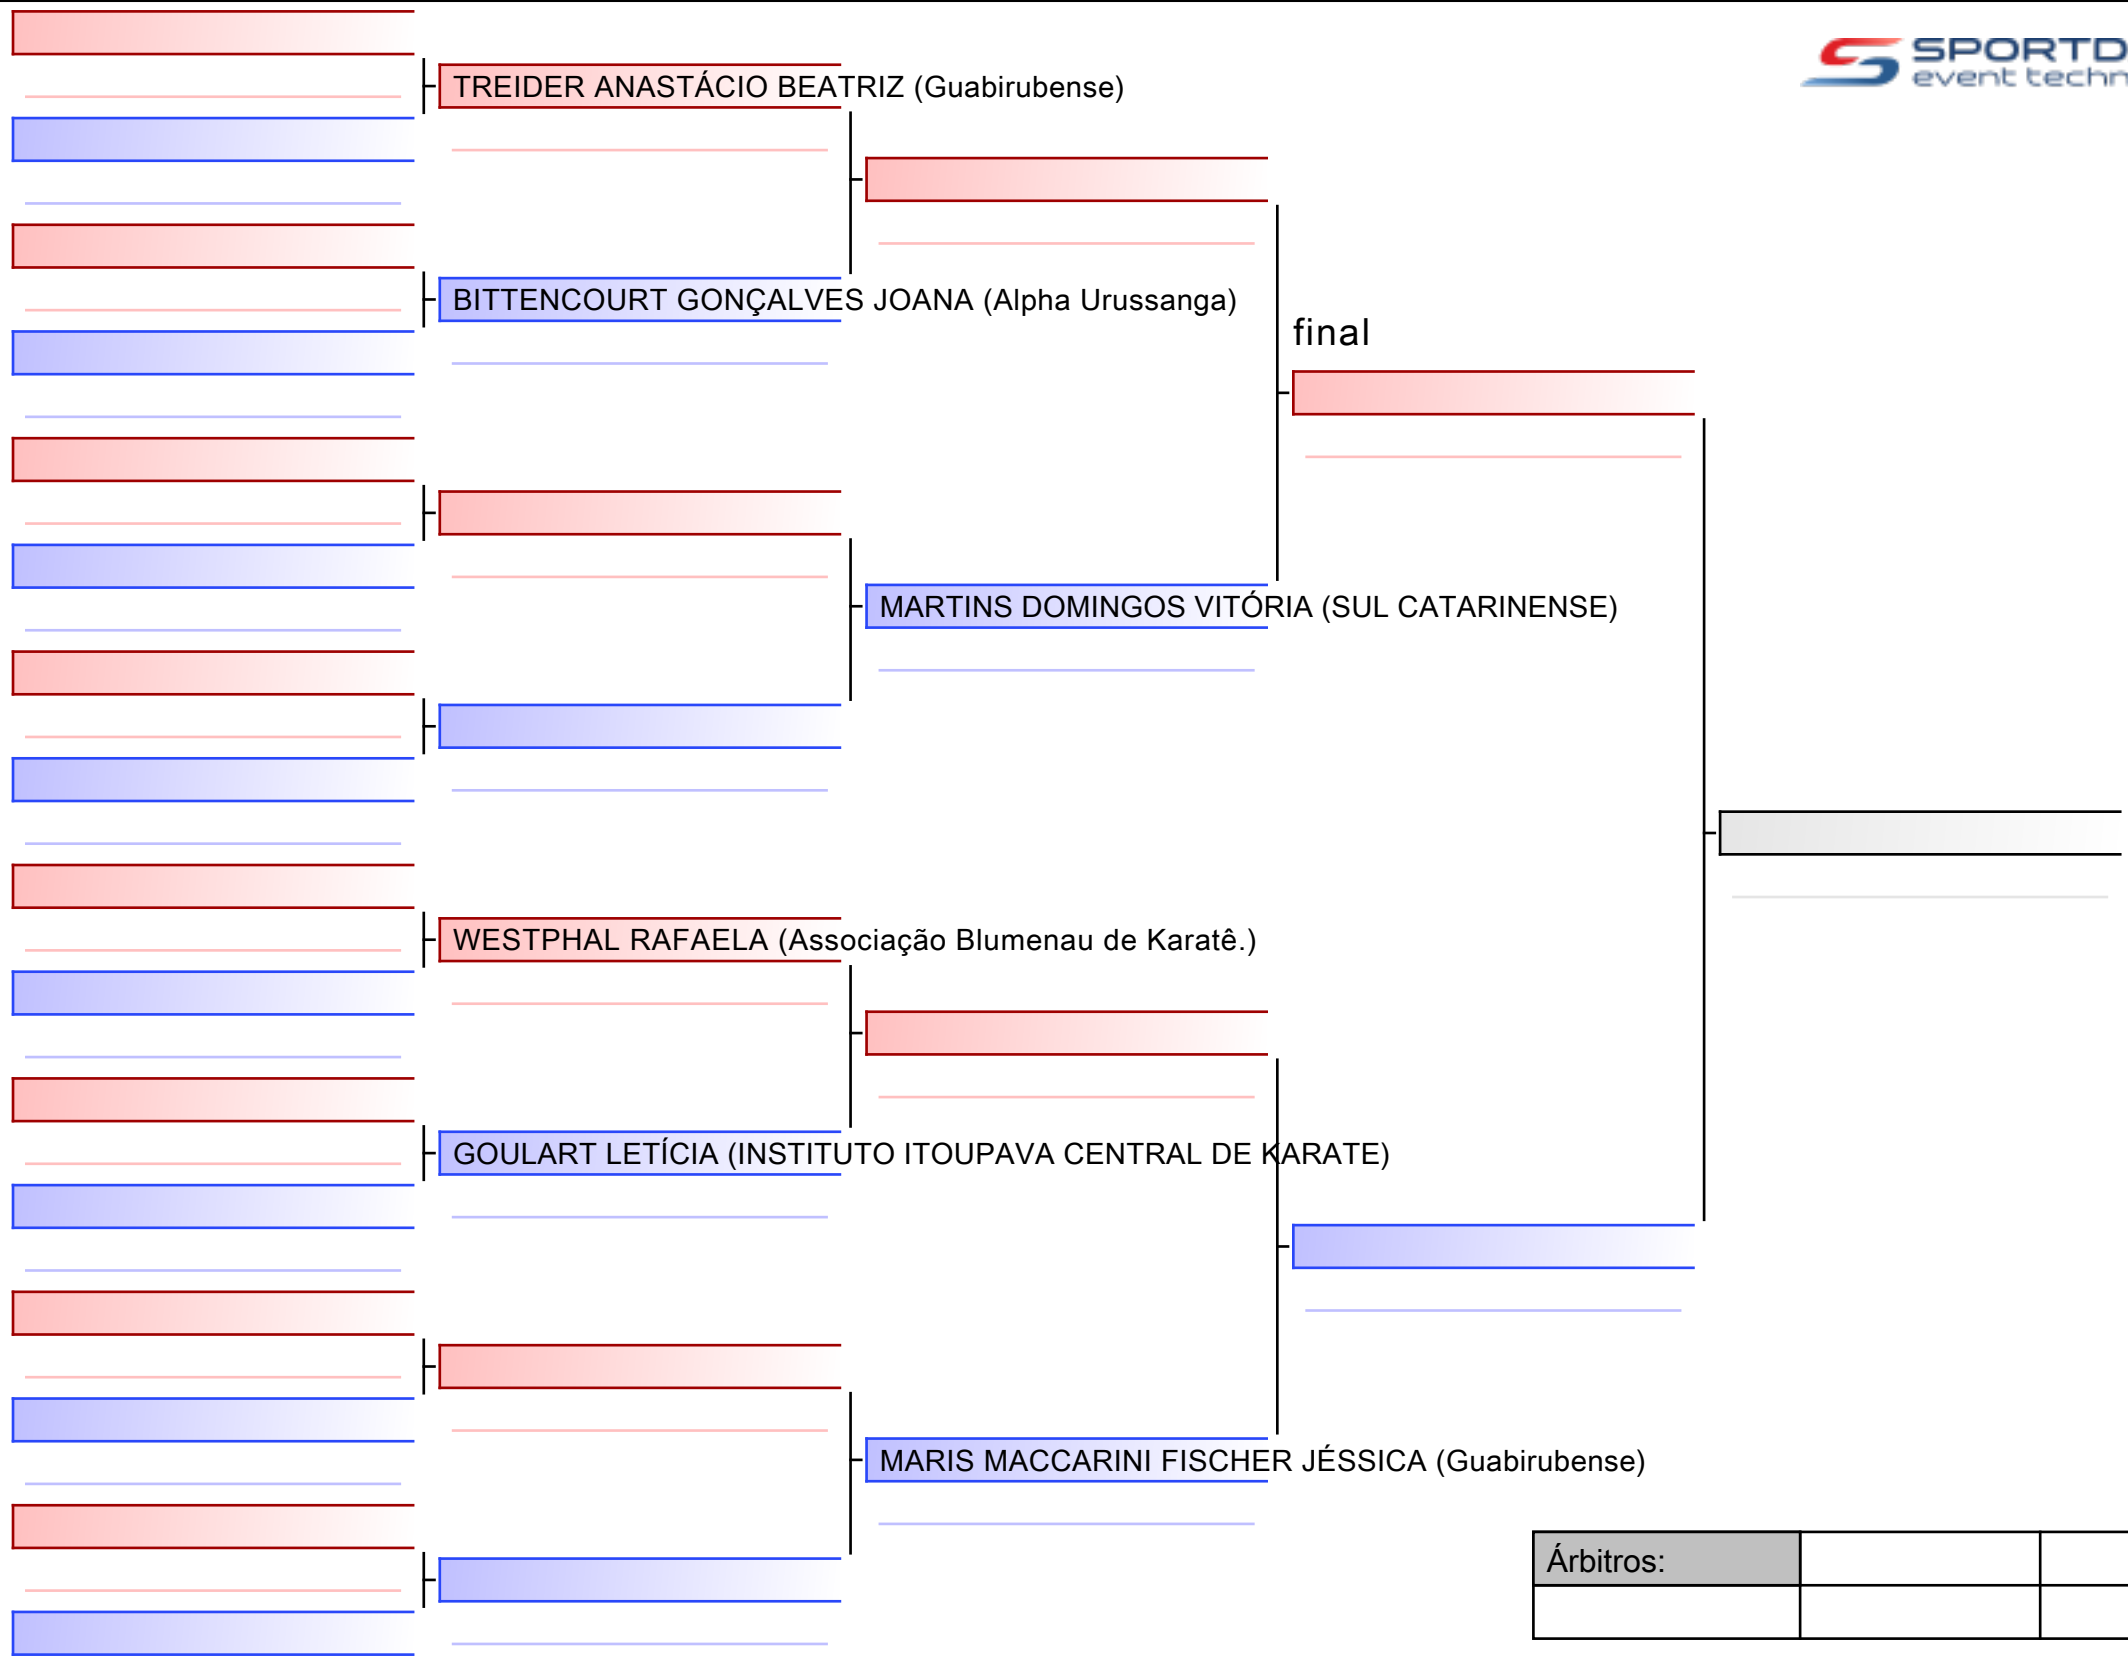 SPORTD
event techn
TREIDER ANASTÁCIO BEATRIZ (Guabirubense)
BITTENCOURT GONÇALVES JOANA (Alpha Urussanga)
final
MARTINS DOMINGOS VITÓRIA (SUL CATARINENSE)
WESTPHAL RAFAELA (Associação Blumenau de Karatê.)
GOULART LETÍCIA (INSTITUTO ITOUPAVA CENTRAL DE KARATE)
MARIS MACCARINI FISCHER JÉSSICA (Guabirubense)
Árbitros: